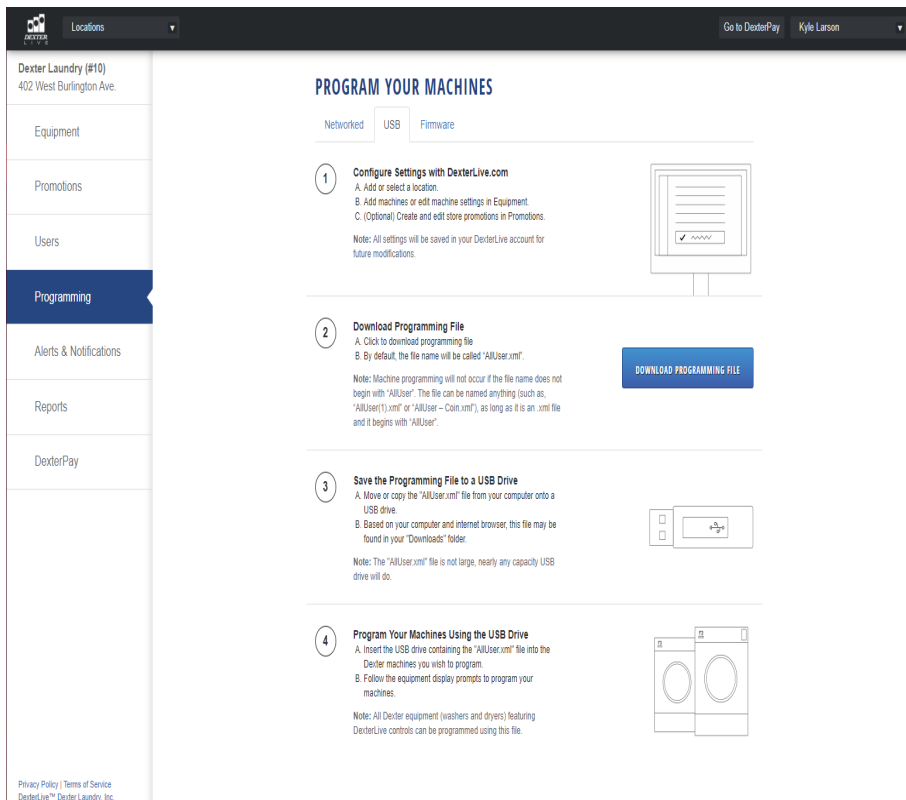 DEXTER
LIVE
Locations
Go to DexterPay
Kyle Larson
Dexter Laundry (#10)
402 West Burlington Ave.
Equipment
Promotions
Users
Programming
Alerts & Notifications
Reports
DexterPay
Privacy Policy | Terms of Service
DexterLive™ Dexter Laundry, Inc.
PROGRAM YOUR MACHINES
Networked
USB
Firmware
1
Configure Settings with DexterLive.com
A. Add or select a location.
B. Add machines or edit machine settings in Equipment.
C. (Optional) Create and edit store promotions in Promotions.
Note: All settings will be saved in your DexterLive account for
future modifications.
2
Download Programming File
A. Click to download programming file
B. By default, the file name will be called "AllUser.xml".
Note: Machine programming will not occur if the file name does not
begin with "AllUser". The file can be named anything (such as,
"AllUser(1).xml" or "AllUser – Coin.xml"), as long as it is an .xml file
and it begins with "AllUser".
DOWNLOAD PROGRAMMING FILE
3
Save the Programming File to a USB Drive
A. Move or copy the "AllUser.xml" file from your computer onto a
USB drive.
B. Based on your computer and internet browser, this file may be
found in your "Downloads" folder.
Note: The "AllUser.xml" file is not large, nearly any capacity USB
drive will do.
4
Program Your Machines Using the USB Drive
A. Insert the USB drive containing the "AllUser.xml" file into the
Dexter machines you wish to program.
B. Follow the equipment display prompts to program your
machines.
Note: All Dexter equipment (washers and dryers) featuring
DexterLive controls can be programmed using this file.